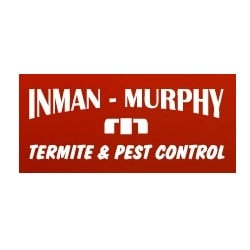 INMAN - MURPHY
TERMITE & PEST CONTROL